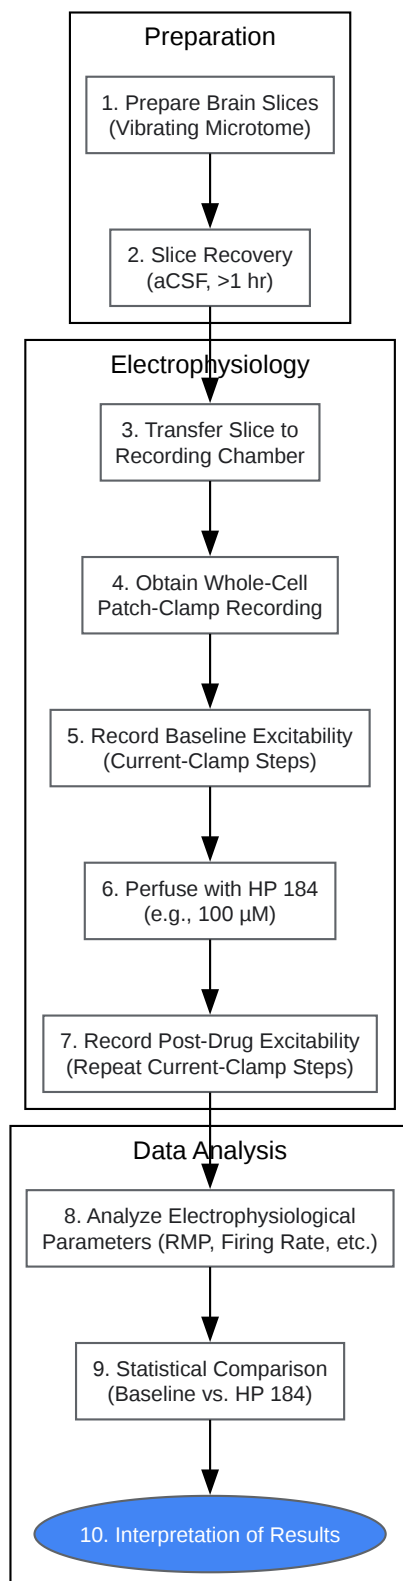 Preparation
1. Prepare Brain Slices
(Vibrating Microtome)
2. Slice Recovery
(aCSF, >1 hr)
Electrophysiology
3. Transfer Slice to
Recording Chamber
4. Obtain Whole-Cell
Patch-Clamp Recording
5. Record Baseline Excitability
(Current-Clamp Steps)
6. Perfuse with HP 184
(e.g., 100 µM)
7. Record Post-Drug Excitability
(Repeat Current-Clamp Steps)
Data Analysis
8. Analyze Electrophysiological
Parameters (RMP, Firing Rate, etc.)
9. Statistical Comparison
(Baseline vs. HP 184)
10. Interpretation of Results